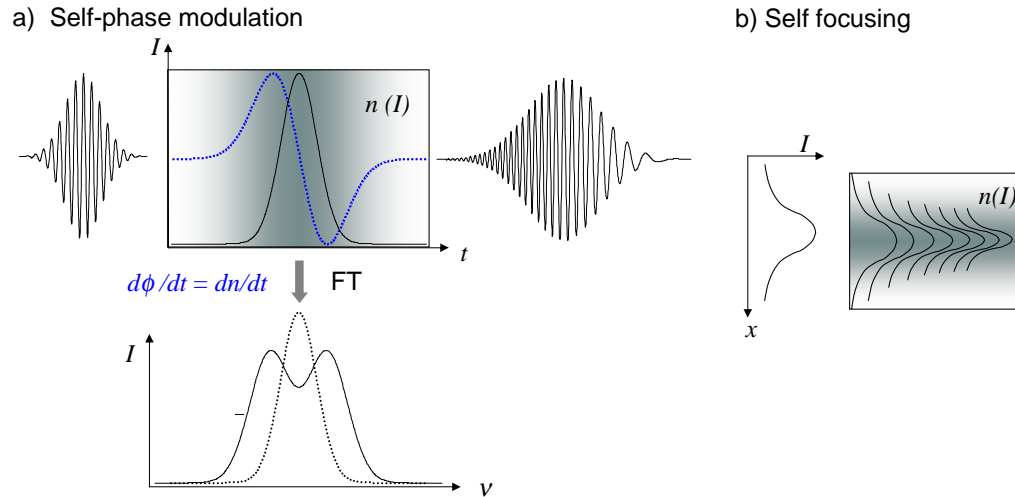 a) Self-phase modulation
b) Self focusing
I
n (I)
t
I
n(I)
x
dϕ/dt = dn/dt
FT
I
ν